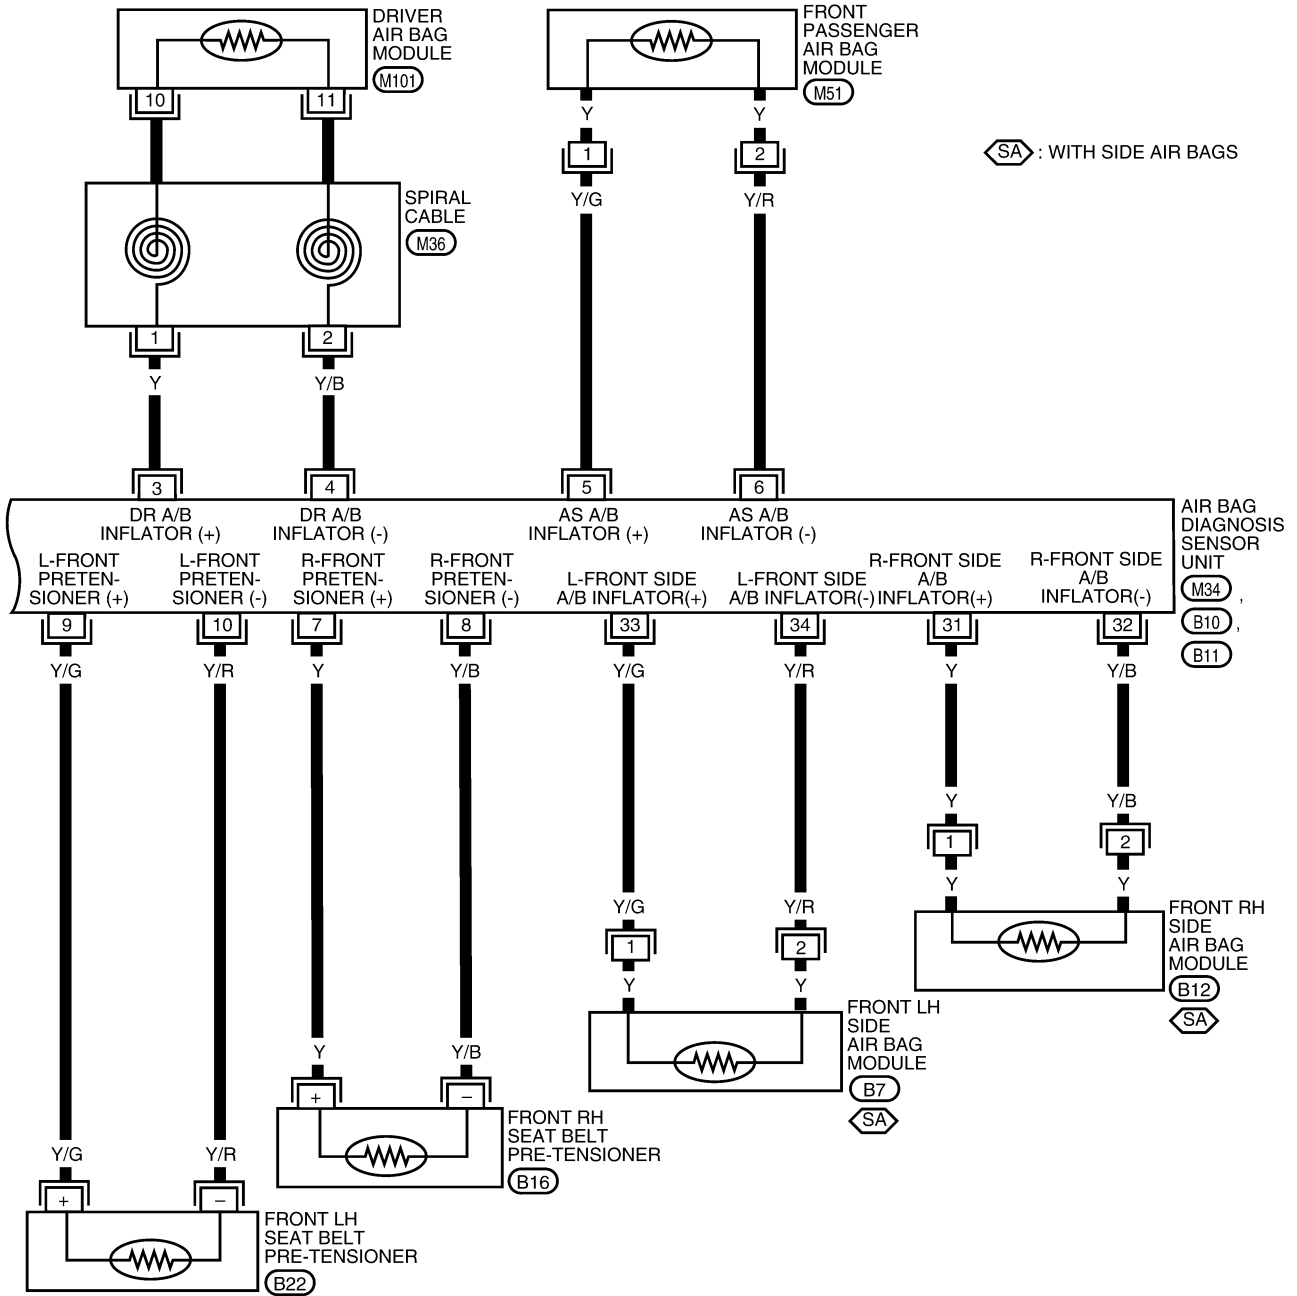 DRIVER
AIR BAG
MODULE
M101
10
11
FRONT
PASSENGER
AIR BAG
MODULE
M51
Y
Y
1
2
Y/G
Y/R
SA : WITH SIDE AIR BAGS
SPIRAL
CABLE
M36
1
2
Y
Y/B
3
4
5
6
DR A/B
INFLATOR (+)
DR A/B
INFLATOR (-)
AS A/B
INFLATOR (+)
AS A/B
INFLATOR (-)
L-FRONT
PRETEN-
SIONER (+)
L-FRONT
PRETEN-
SIONER (-)
R-FRONT
PRETEN-
SIONER (+)
R-FRONT
PRETEN-
SIONER (-)
L-FRONT SIDE
A/B INFLATOR(+)
L-FRONT SIDE
A/B INFLATOR(-)
R-FRONT SIDE
A/B
INFLATOR(+)
R-FRONT SIDE
A/B
INFLATOR(-)
AIR BAG
DIAGNOSIS
SENSOR
UNIT
M34 ,
B10 ,
B11
9
10
7
8
33
34
31
32
Y/G
Y/R
Y
Y/B
Y/G
Y/R
Y
Y/B
Y
Y/B
1
2
Y
Y
FRONT RH
SIDE
AIR BAG
MODULE
B12
SA
Y/G
Y/R
1
2
Y
Y
FRONT LH
SIDE
AIR BAG
MODULE
B7
SA
Y
Y/B
+
−
FRONT RH
SEAT BELT
PRE-TENSIONER
B16
Y/G
Y/R
+
−
FRONT LH
SEAT BELT
PRE-TENSIONER
B22